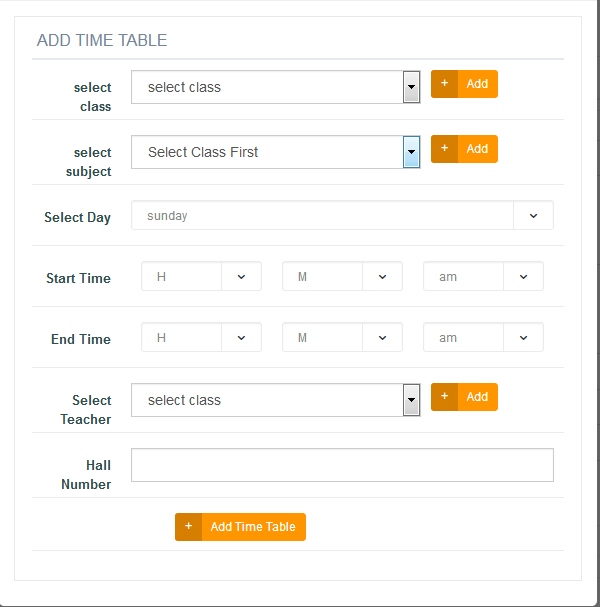 ADD TIME TABLE
select class
select class
+ Add
select subject
Select Class First
+ Add
Select Day
sunday
Start Time
H
M
am
End Time
H
M
am
Select Teacher
select class
+ Add
Hall Number
+ Add Time Table